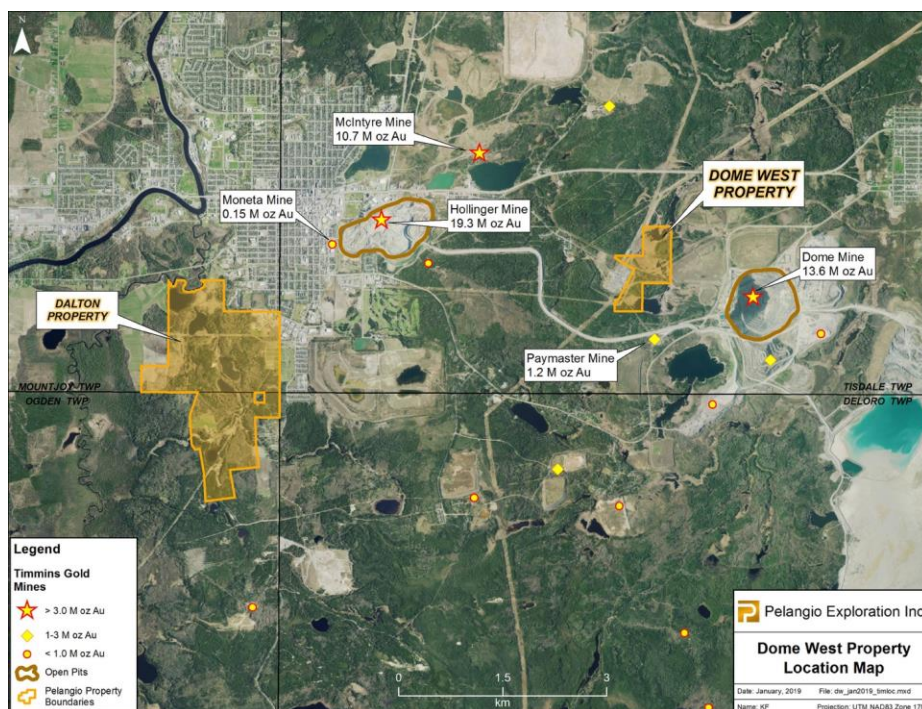 N
McIntyre Mine
10.7 M oz Au
DOME WEST
PROPERTY
Moneta Mine
0.15 M oz Au
Hollinger Mine
19.3 M oz Au
Dome Mine
13.6 M oz Au
DALTON
PROPERTY
Paymaster Mine
1.2 M oz Au
MOUNTJOY TWP
OGDEN TWP
TISDALE TWP
DELORO TWP
Legend
Timmins Gold
Mines
> 3.0 M oz Au
1-3 M oz Au
< 1.0 M oz Au
Open Pits
Pelangio Property
Boundaries
0 1.5 3
km
Pelangio Exploration Inc
Dome West Property
Location Map
Date: January, 2019 File: dw_jan2019_timloc.mxd
Name: KF Projection: UTM NAD83 Zone 17